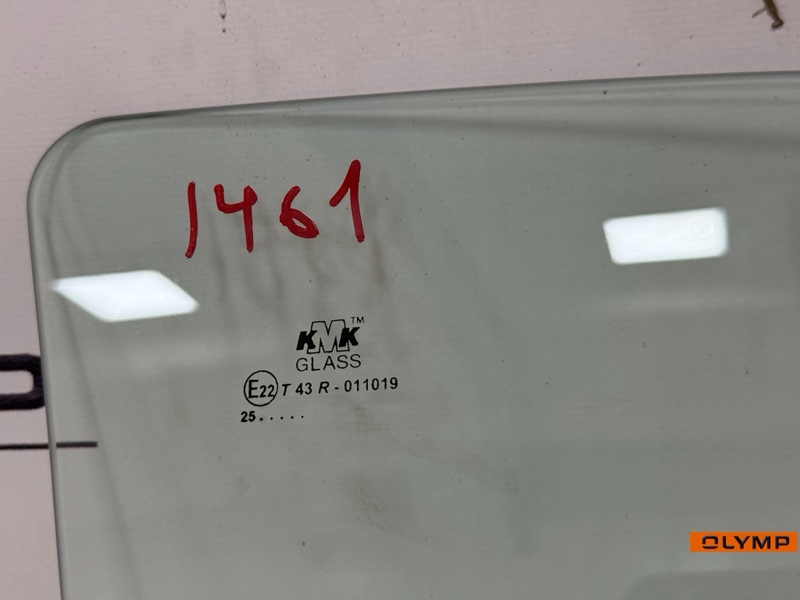 1461
KMK™
GLASS
E22 T 43 R - 011019
25.....
OLYMP